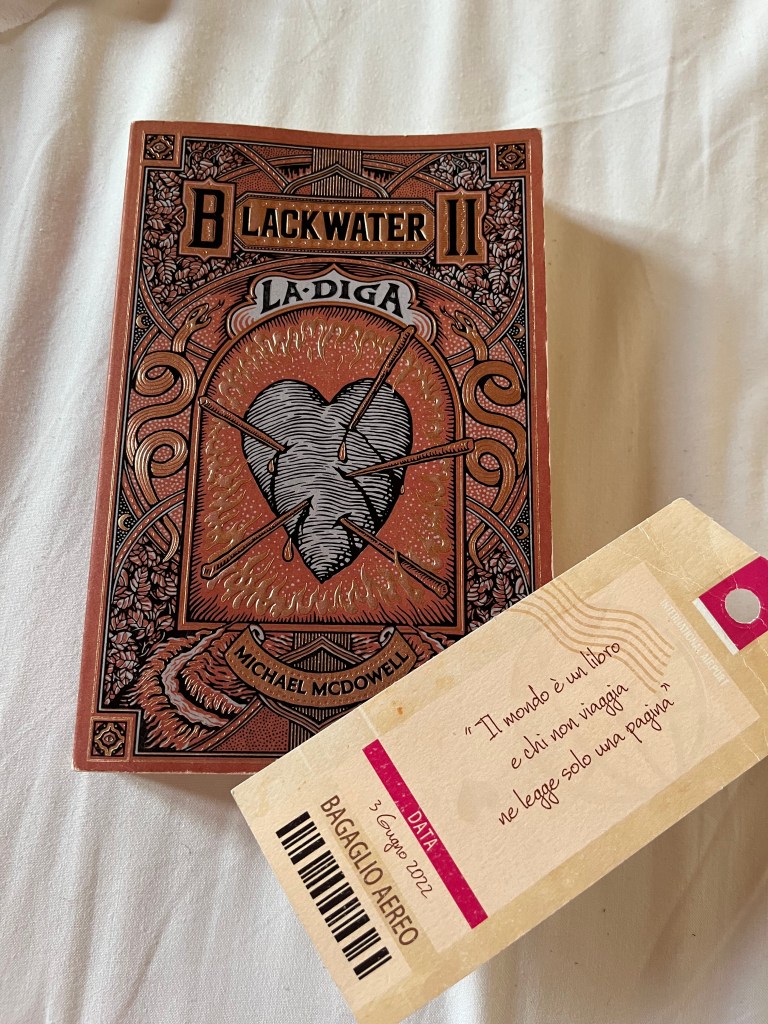 BLACKWATER II
LA·DIGA
MICHAEL MCDOWELL
"Il mondo è un libro
e chi non viaggia
ne legge solo una pagina"
DATA
3 Giugno 2022
BAGAGLIO AEREO